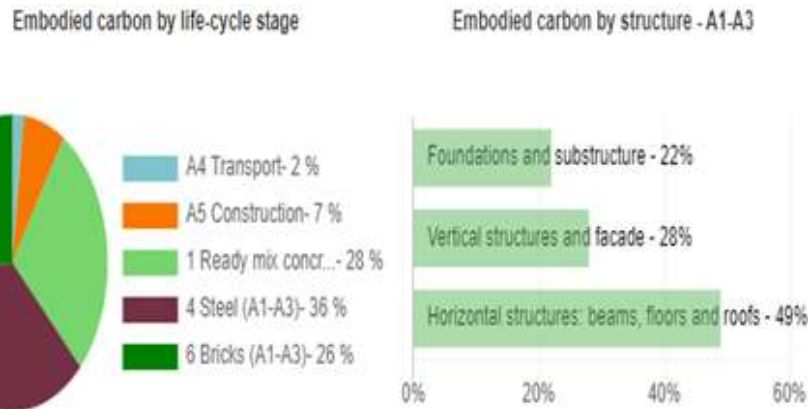 Embodied carbon by life-cycle stage
A4 Transport- 2 %
A5 Construction- 7 %
1 Ready mix concr...- 28 %
4 Steel (A1-A3)- 36 %
6 Bricks (A1-A3)- 26 %
Embodied carbon by structure - A1-A3
Foundations and substructure - 22%
Vertical structures and facade - 28%
Horizontal structures: beams, floors and roofs - 49%
0% 20% 40% 60%